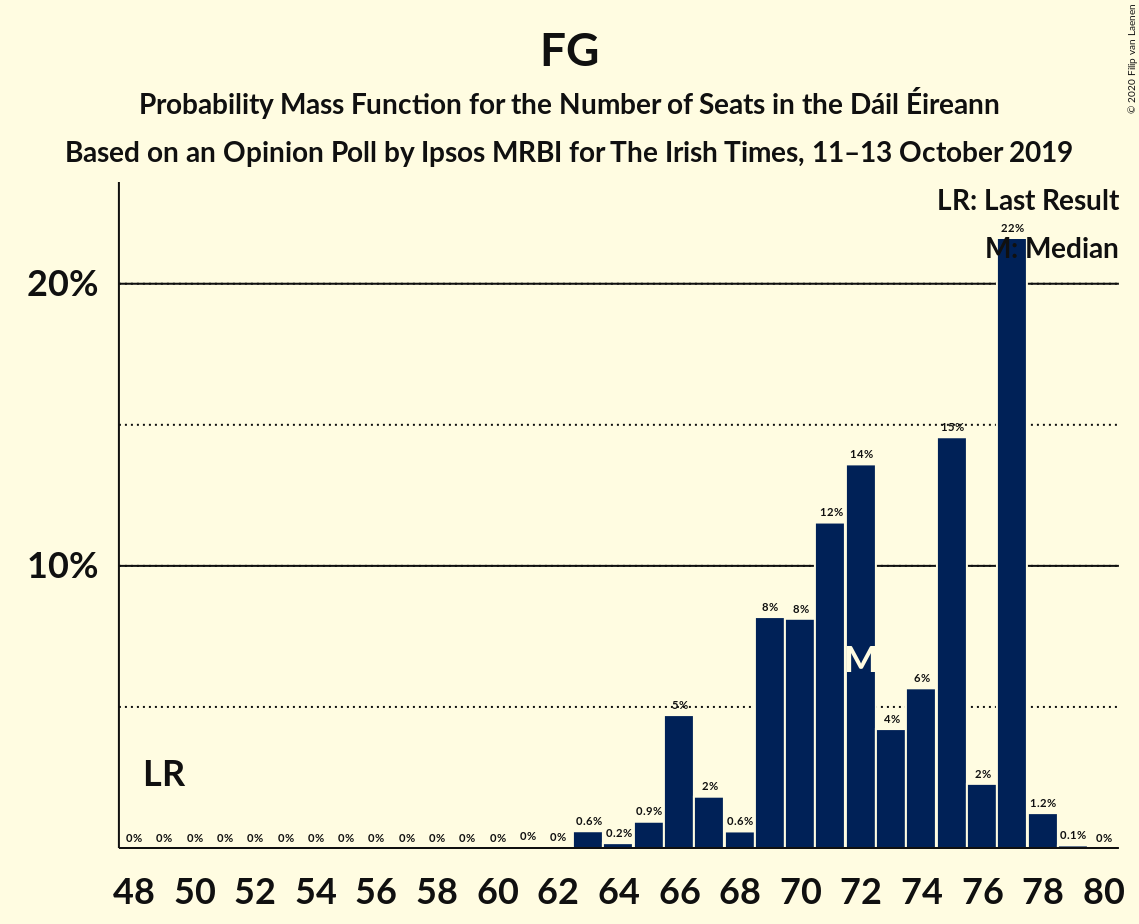 FG
Probability Mass Function for the Number of Seats in the Dáil Éireann
Based on an Opinion Poll by Ipsos MRBI for The Irish Times, 11–13 October 2019
© 2020 Filip van Laenen
LR: Last Result
M: Median
20%
10%
LR
M
0% 0% 0% 0% 0% 0% 0% 0% 0% 0% 0% 0% 0% 0% 0% 0.6% 0.2% 0.9% 5% 2% 0.6% 8% 8% 12% 14% 4% 6% 15% 2% 22% 1.2% 0.1% 0%
48 50 52 54 56 58 60 62 64 66 68 70 72 74 76 78 80